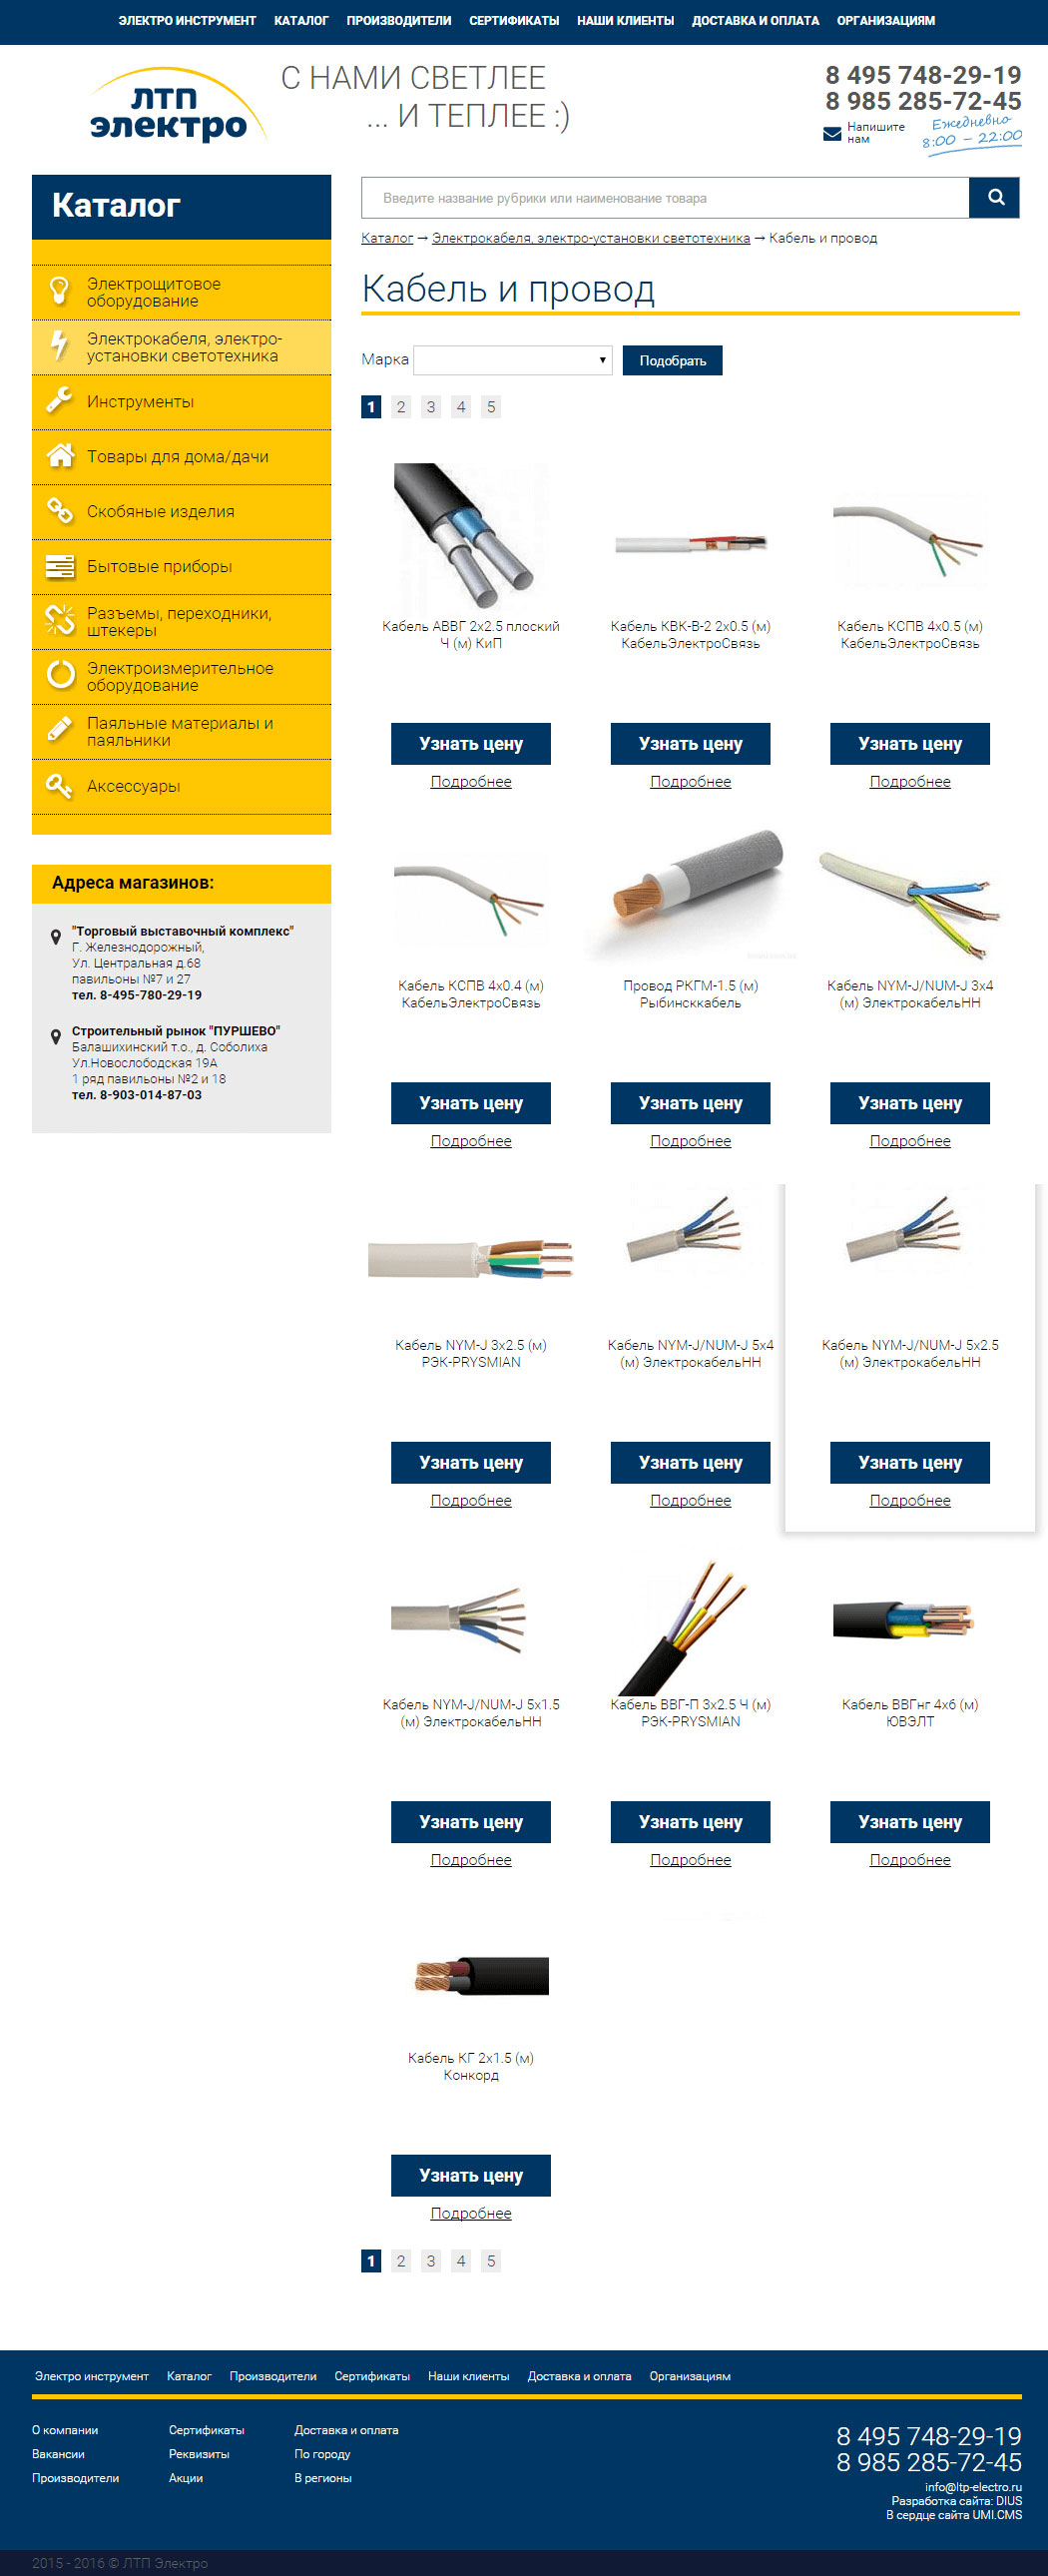 ЭЛЕКТРО ИНСТРУМЕНТ КАТАЛОГ ПРОИЗВОДИТЕЛИ СЕРТИФИКАТЫ НАШИ КЛИЕНТЫ ДОСТАВКА И ОПЛАТА ОРГАНИЗАЦИЯМ
ЛТП
электро
С НАМИ СВЕТЛЕЕ
... И ТЕПЛЕЕ :)
8 495 748-29-19
8 985 285-72-45
Напишите
нам
Ежедневно
8:00 – 22:00
Каталог
Электрощитовое
оборудование
Электрокабеля, электро-
установки светотехника
Инструменты
Товары для дома/дачи
Скобяные изделия
Бытовые приборы
Разъемы, переходники,
штекеры
Электроизмерительное
оборудование
Паяльные материалы и
паяльники
Аксессуары
Адреса магазинов:
"Торговый выставочный комплекс"
Г. Железнодорожный,
Ул. Центральная д.68
павильоны №7 и 27
тел. 8-495-780-29-19
Строительный рынок "ПУРШЕВО"
Балашихинский т.о., д. Соболиха
Ул.Новослободская 19А
1 ряд павильоны №2 и 18
тел. 8-903-014-87-03
Введите название рубрики или наименование товара
Каталог → Электрокабеля, электро-установки светотехника → Кабель и провод
Кабель и провод
Марка Подобрать
1 2 3 4 5
Кабель АВВГ 2х2.5 плоский
Ч (м) КиП
Узнать цену
Подробнее
Кабель КВК-В-2 2х0.5 (м)
КабельЭлектроСвязь
Узнать цену
Подробнее
Кабель КСПВ 4х0.5 (м)
КабельЭлектроСвязь
Узнать цену
Подробнее
Кабель КСПВ 4х0.4 (м)
КабельЭлектроСвязь
Узнать цену
Подробнее
Провод РКГМ-1.5 (м)
Рыбинсккабель
Узнать цену
Подробнее
Кабель NYM-J/NUM-J 3х4
(м) ЭлектрокабельНН
Узнать цену
Подробнее
Кабель NYM-J 3х2.5 (м)
РЭК-PRYSMIAN
Узнать цену
Подробнее
Кабель NYM-J/NUM-J 5х4
(м) ЭлектрокабельНН
Узнать цену
Подробнее
Кабель NYM-J/NUM-J 5х2.5
(м) ЭлектрокабельНН
Узнать цену
Подробнее
Кабель NYM-J/NUM-J 5х1.5
(м) ЭлектрокабельНН
Узнать цену
Подробнее
Кабель ВВГ-П 3х2.5 Ч (м)
РЭК-PRYSMIAN
Узнать цену
Подробнее
Кабель ВВГнг 4х6 (м)
ЮВЭЛТ
Узнать цену
Подробнее
Кабель КГ 2х1.5 (м)
Конкорд
Узнать цену
Подробнее
1 2 3 4 5
Электро инструмент Каталог Производители Сертификаты Наши клиенты Доставка и оплата Организациям
О компании
Вакансии
Производители
Сертификаты
Реквизиты
Акции
Доставка и оплата
По городу
В регионы
8 495 748-29-19
8 985 285-72-45
info@ltp-electro.ru
Разработка сайта: DIUS
В сердце сайта UMI.CMS
2015 - 2016 © ЛТП Электро